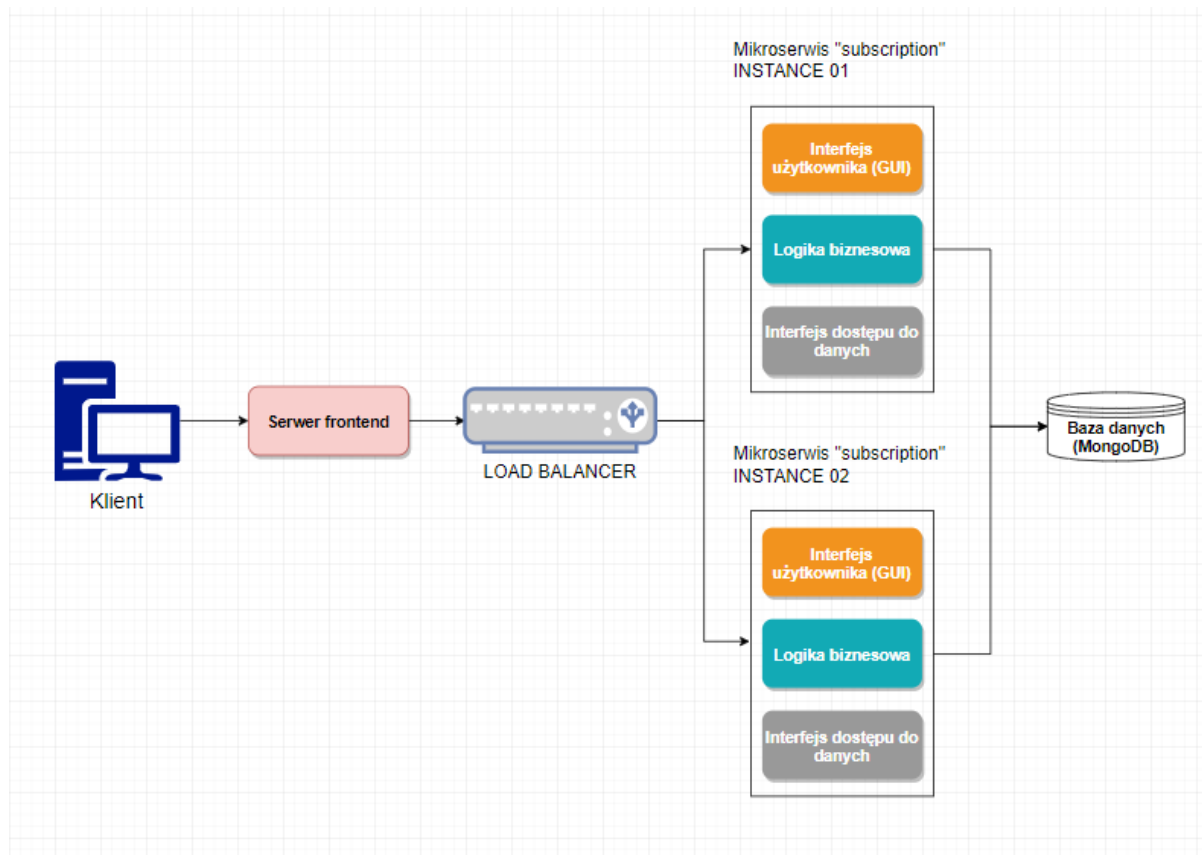 Mikroserwis "subscription"
INSTANCE 01
Interfejs
użytkownika (GUI)
Logika biznesowa
Interfejs dostępu do
danych
Klient
Serwer frontend
LOAD BALANCER
Mikroserwis "subscription"
INSTANCE 02
Interfejs
użytkownika (GUI)
Logika biznesowa
Interfejs dostępu do
danych
Baza danych
(MongoDB)